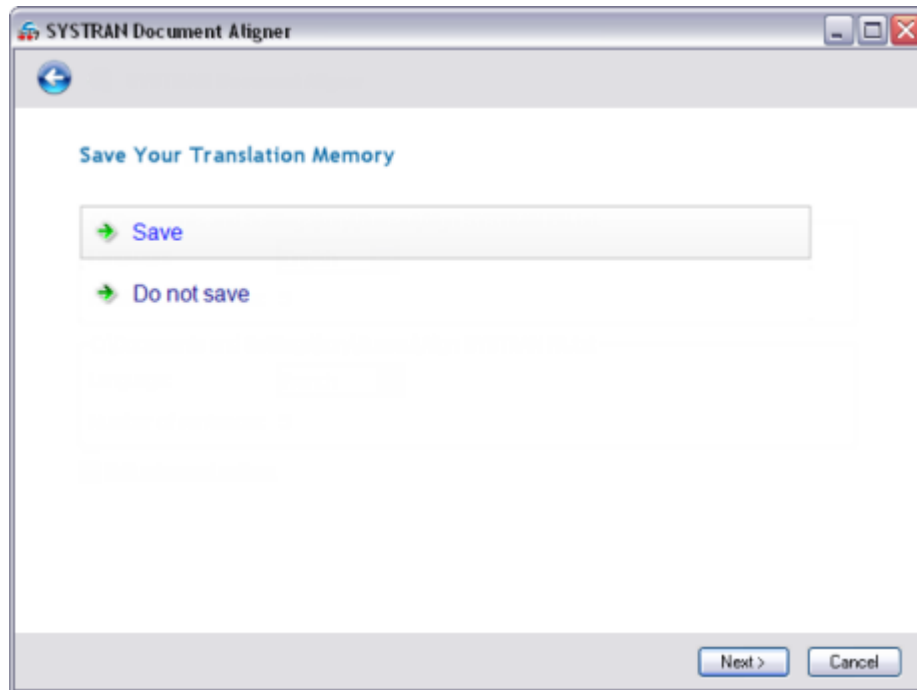 SYSTRAN Document Aligner
Save Your Translation Memory
Save
Do not save
Next >
Cancel